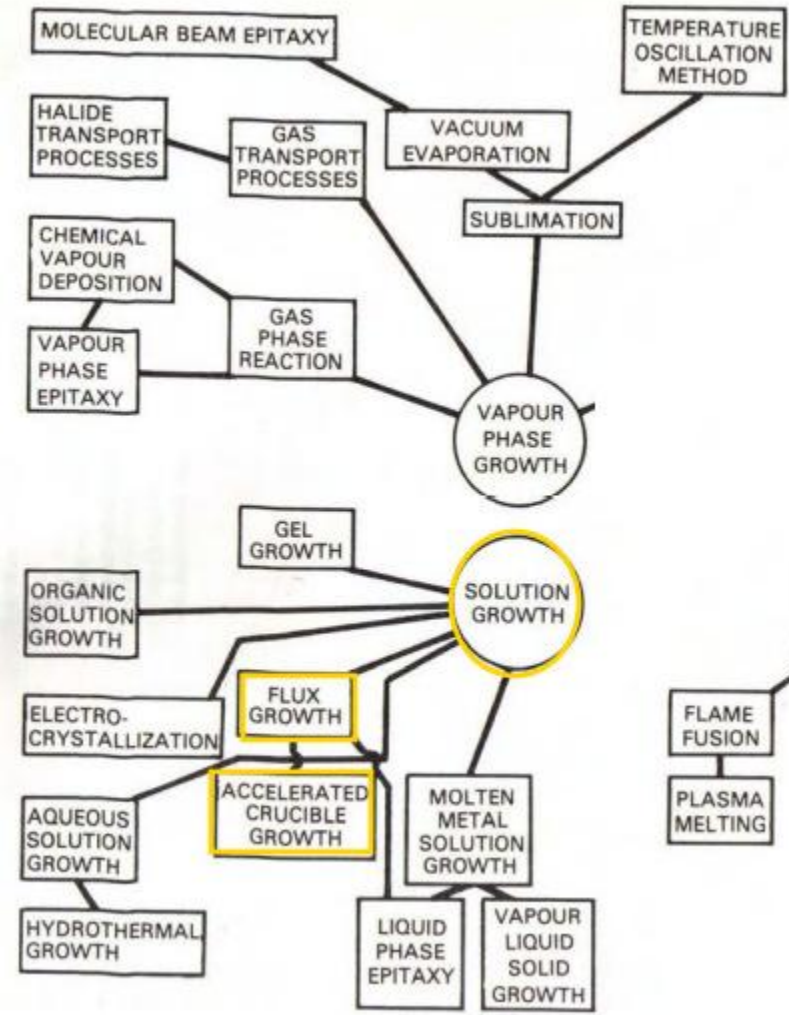 MOLECULAR BEAM EPITAXY
TEMPERATURE
OSCILLATION
METHOD
HALIDE
TRANSPORT
PROCESSES
GAS
TRANSPORT
PROCESSES
VACUUM
EVAPORATION
SUBLIMATION
CHEMICAL
VAPOUR
DEPOSITION
GAS
PHASE
REACTION
VAPOUR
PHASE
EPITAXY
VAPOUR
PHASE
GROWTH
GEL
GROWTH
SOLUTION
GROWTH
ORGANIC
SOLUTION
GROWTH
FLUX
GROWTH
ELECTRO-
CRYSTALLIZATION
FLAME
FUSION
ACCELERATED
CRUCIBLE
GROWTH
MOLTEN
METAL
SOLUTION
GROWTH
PLASMA
MELTING
AQUEOUS
SOLUTION
GROWTH
HYDROTHERMAL
GROWTH
LIQUID
PHASE
EPITAXY
VAPOUR
LIQUID
SOLID
GROWTH